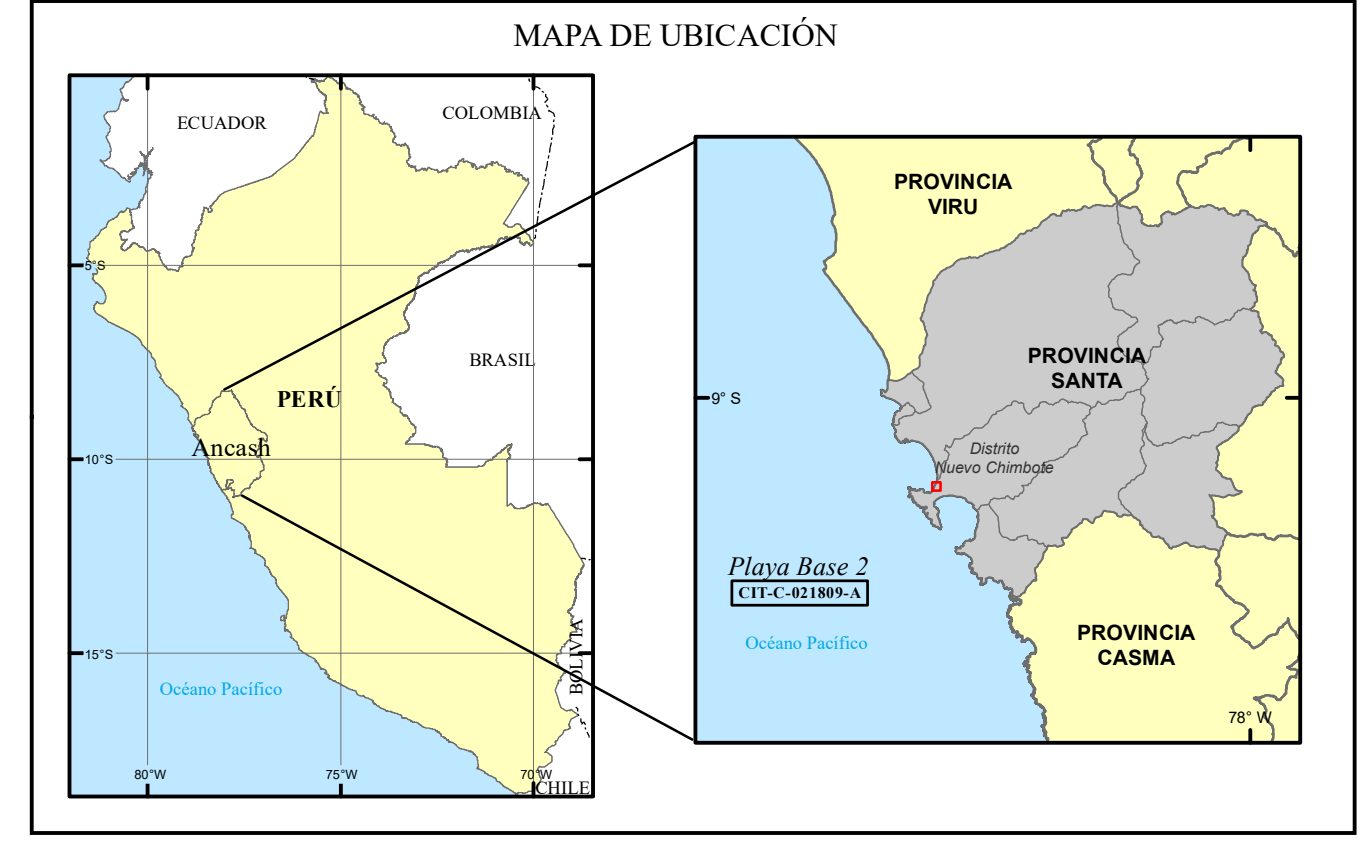 MAPA DE UBICACIÓN
ECUADOR
COLOMBIA
5°S
BRASIL
PERÚ
Ancash
10°S
15°S
BOLIVIA
Océano Pacífico
80°W
75°W
70°W
CHILE
PROVINCIA
VIRU
PROVINCIA
SANTA
9° S
Distrito
Nuevo Chimbote
Playa Base 2
CIT-C-021809-A
Océano Pacífico
PROVINCIA
CASMA
78° W